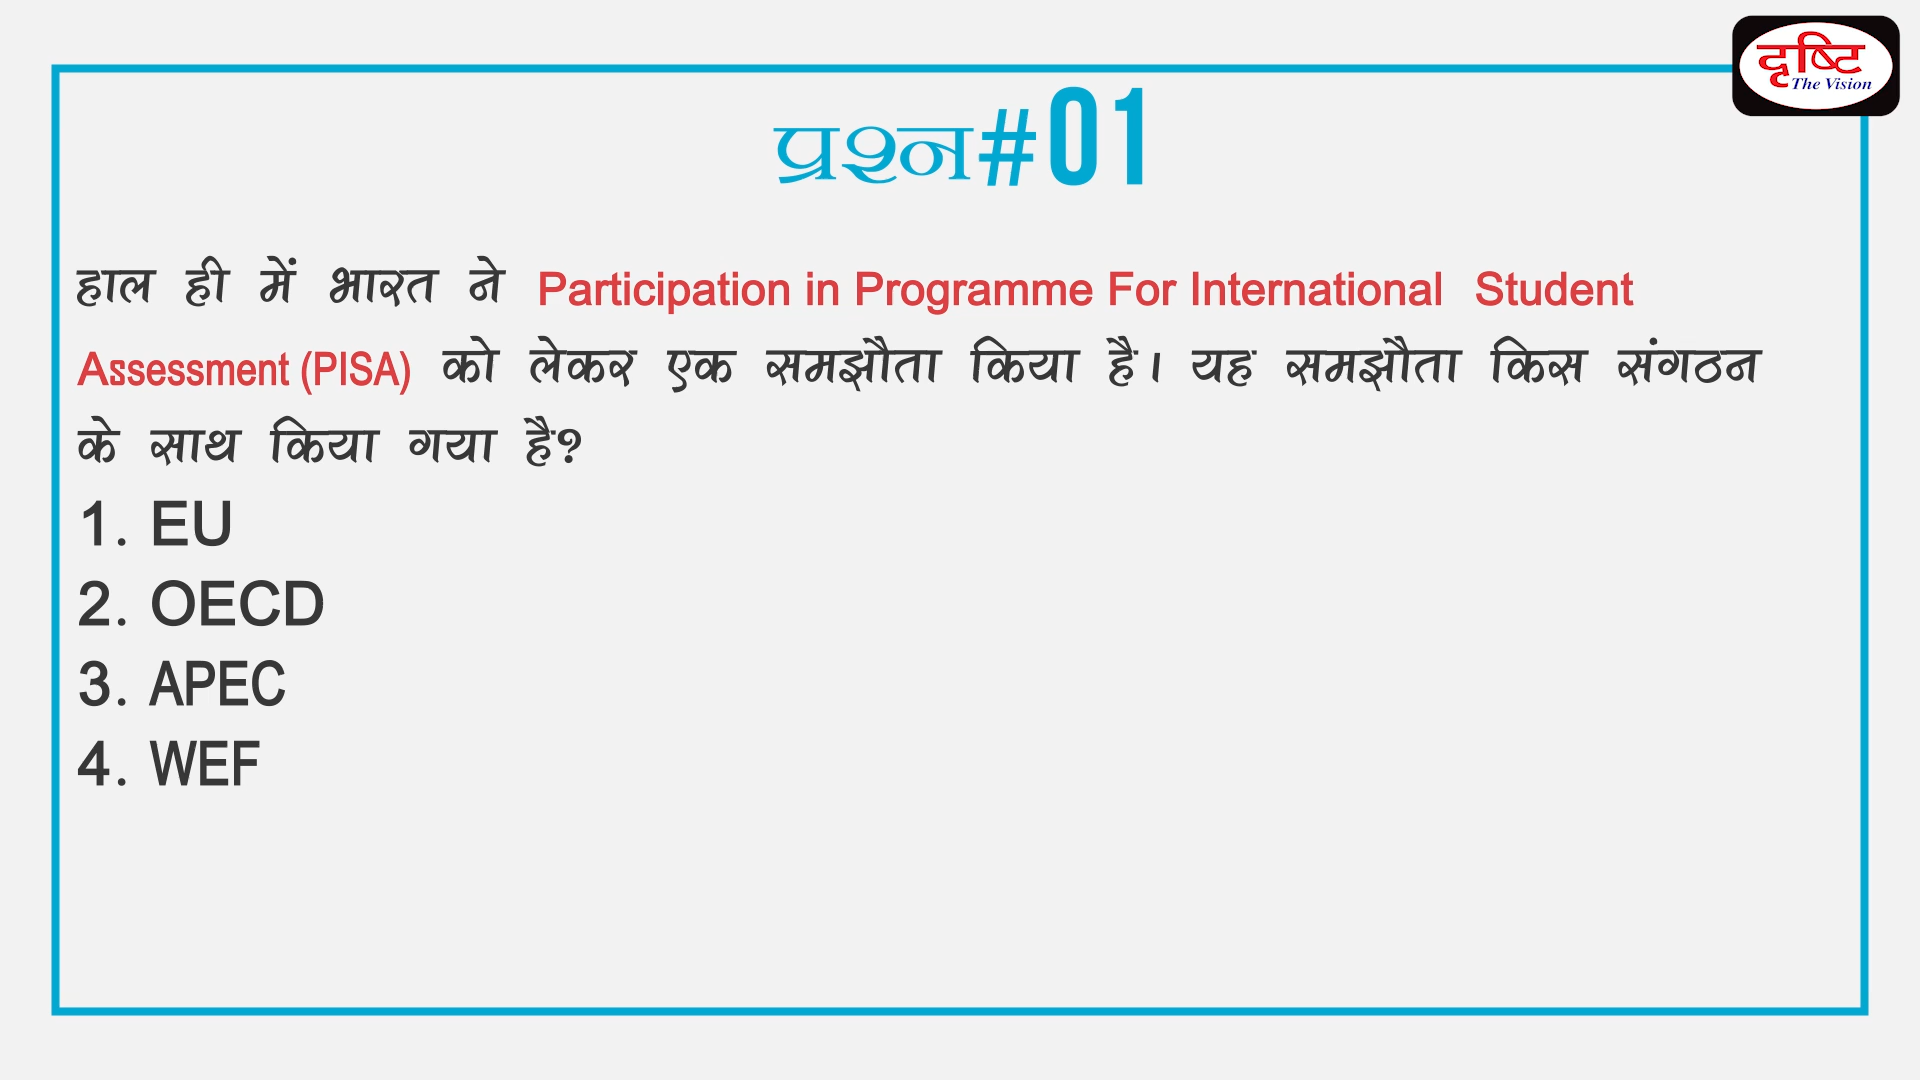 दृष्टि
The Vision
प्रश्न#01
हाल ही में भारत ने Participation in Programme For International Student
Assessment (PISA) को लेकर एक समझौता किया है। यह समझौता किस संगठन
के साथ किया गया है?
1. EU
2. OECD
3. APEC
4. WEF